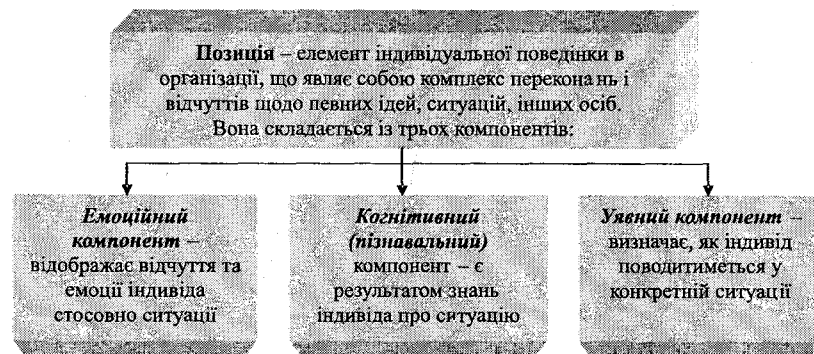 Позиція – елемент індивідуальної поведінки в
організації, що являє собою комплекс переконань і
відчуттів щодо певних ідей, ситуацій, інших осіб.
Вона складається із трьох компонентів:
Емоційний
компонент –
відображає відчуття та
емоції індивіда
стосовно ситуації
Когнітивний
(пізнавальний)
компонент – є
результатом знань
індивіда про ситуацію
Уявний компонент –
визначає, як індивід
поводитиметься у
конкретній ситуації